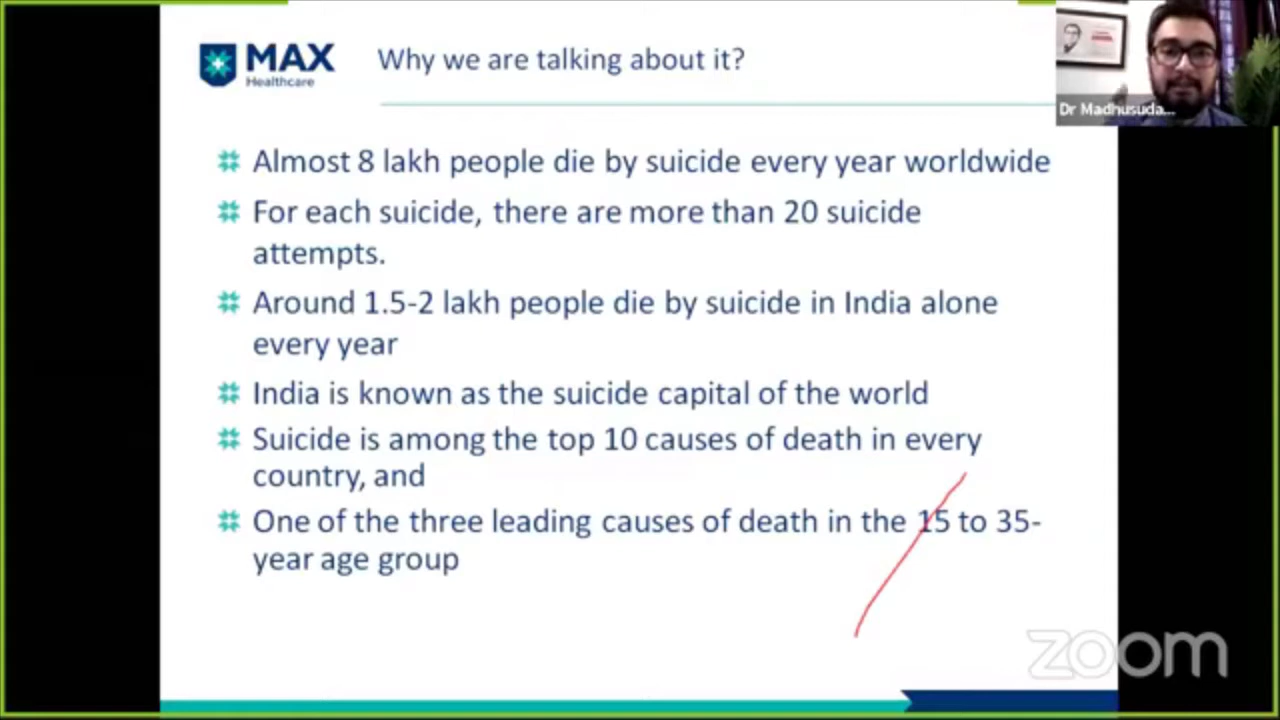 MAX
Healthcare
Why we are talking about it?
Dr Madhusuda...
Almost 8 lakh people die by suicide every year worldwide
For each suicide, there are more than 20 suicide
attempts.
Around 1.5-2 lakh people die by suicide in India alone
every year
India is known as the suicide capital of the world
Suicide is among the top 10 causes of death in every
country, and
One of the three leading causes of death in the 15 to 35-
year age group
zoom